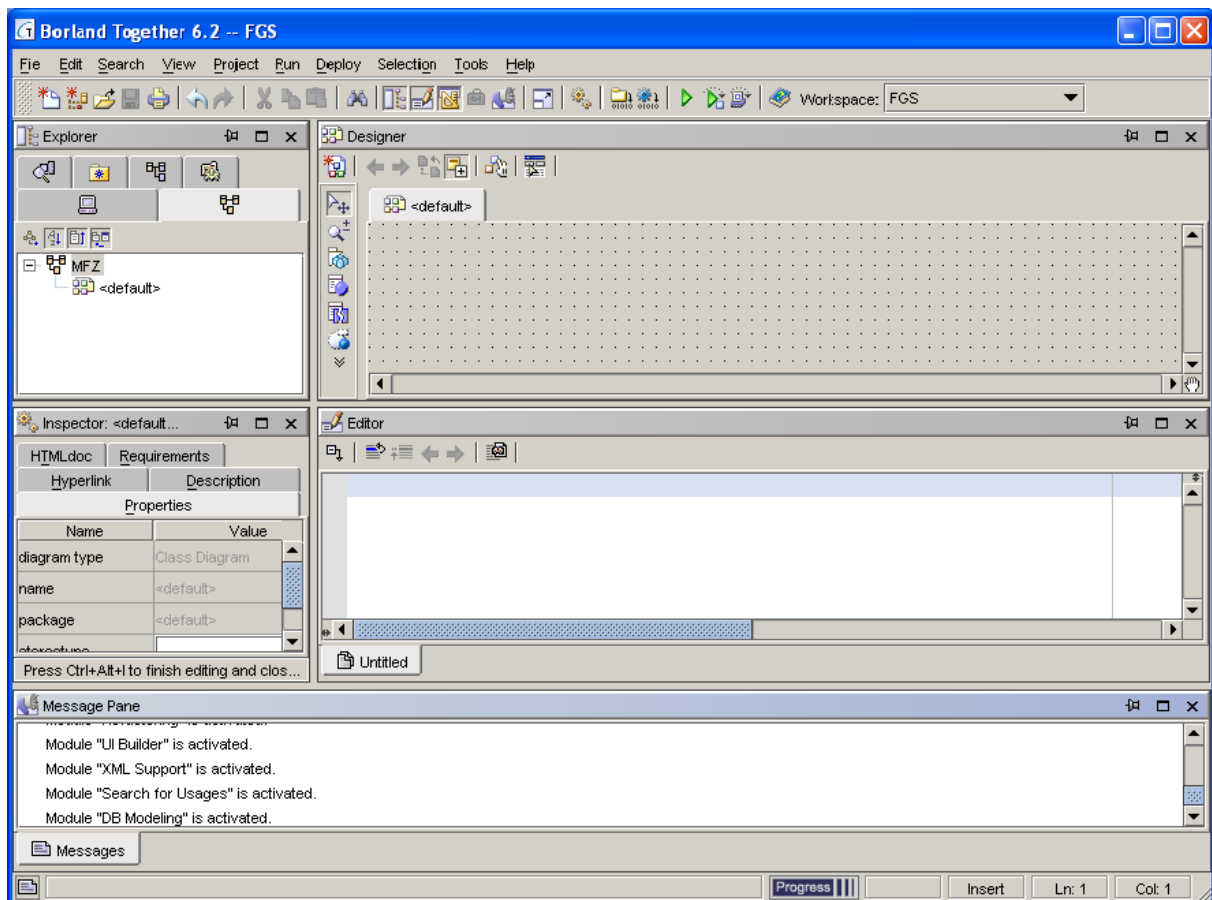 Borland Together 6.2 -- FGS
Fie Edit Search View Project Run Deploy Selection Tools Help
Workspace: FGS
Explorer
MFZ
<default>
Designer
<default>
Inspector: <default...
HTMLdoc Requirements
Hyperlink Description
Properties
Name Value
diagram type Class Diagram
name <default>
package <default>
Press Ctrl+Alt+I to finish editing and clos...
Editor
Untitled
Message Pane
Module "UI Builder" is activated.
Module "XML Support" is activated.
Module "Search for Usages" is activated.
Module "DB Modeling" is activated.
Messages
Progress Insert Ln: 1 Col: 1